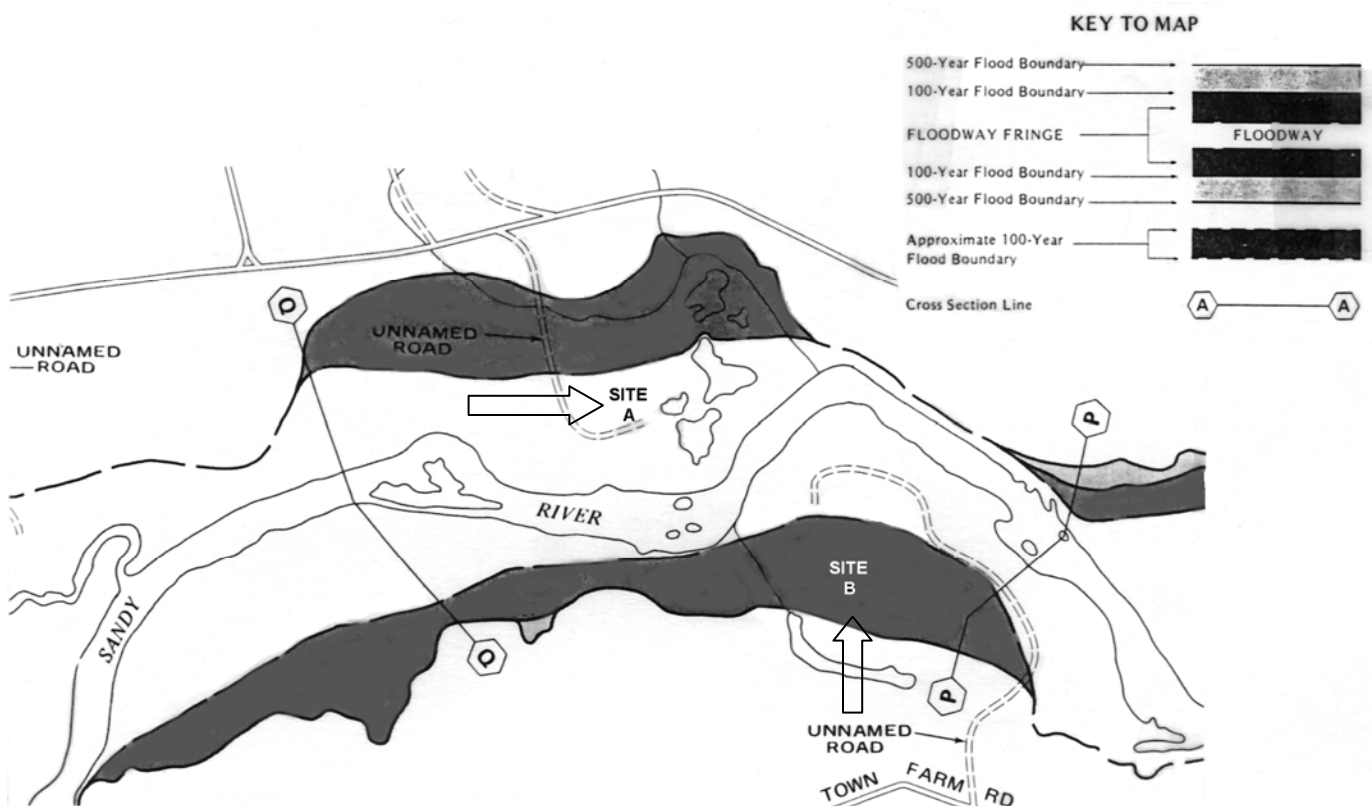 KEY TO MAP
500-Year Flood Boundary
100-Year Flood Boundary
FLOODWAY FRINGE
FLOODWAY
100-Year Flood Boundary
500-Year Flood Boundary
Approximate 100-Year
Flood Boundary
Cross Section Line
A
A
Q
UNNAMED
ROAD
UNNAMED
ROAD
SITE
A
P
RIVER
SITE
B
SANDY
Q
P
UNNAMED
ROAD
TOWN FARM RD